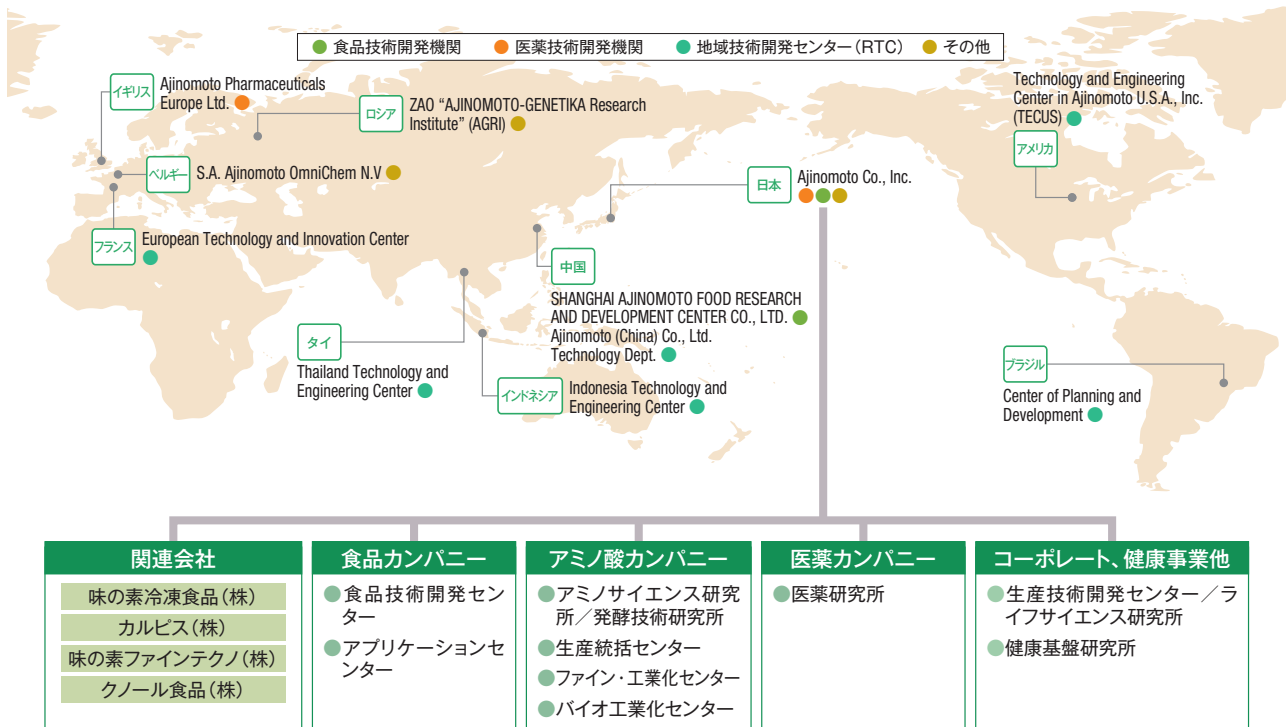 食品技術開発機関
医薬技術開発機関
地域技術開発センター(RTC)
その他
イギリス
Ajinomoto Pharmaceuticals
Europe Ltd.
ロシア
ZAO “AJINOMOTO-GENETIKA Research
Institute” (AGRI)
ベルギー
S.A. Ajinomoto OmniChem N.V
フランス
European Technology and Innovation Center
日本
Ajinomoto Co., Inc.
中国
SHANGHAI AJINOMOTO FOOD RESEARCH
AND DEVELOPMENT CENTER CO., LTD.
Ajinomoto (China) Co., Ltd.
Technology Dept.
タイ
Thailand Technology and
Engineering Center
インドネシア
Indonesia Technology and
Engineering Center
Technology and Engineering
Center in Ajinomoto U.S.A., Inc.
(TECUS)
アメリカ
ブラジル
Center of Planning and
Development
関連会社
味の素冷凍食品(株)
カルピス(株)
味の素ファインテクノ(株)
クノール食品(株)
食品カンパニー
食品技術開発セン
ター
アプリケーションセ
ンター
アミノ酸カンパニー
アミノサイエンス研究
所/発酵技術研究所
生産統括センター
ファイン・工業化センター
バイオ工業化センター
医薬カンパニー
医薬研究所
コーポレート、健康事業他
生産技術開発センター/ラ
イフサイエンス研究所
健康基盤研究所